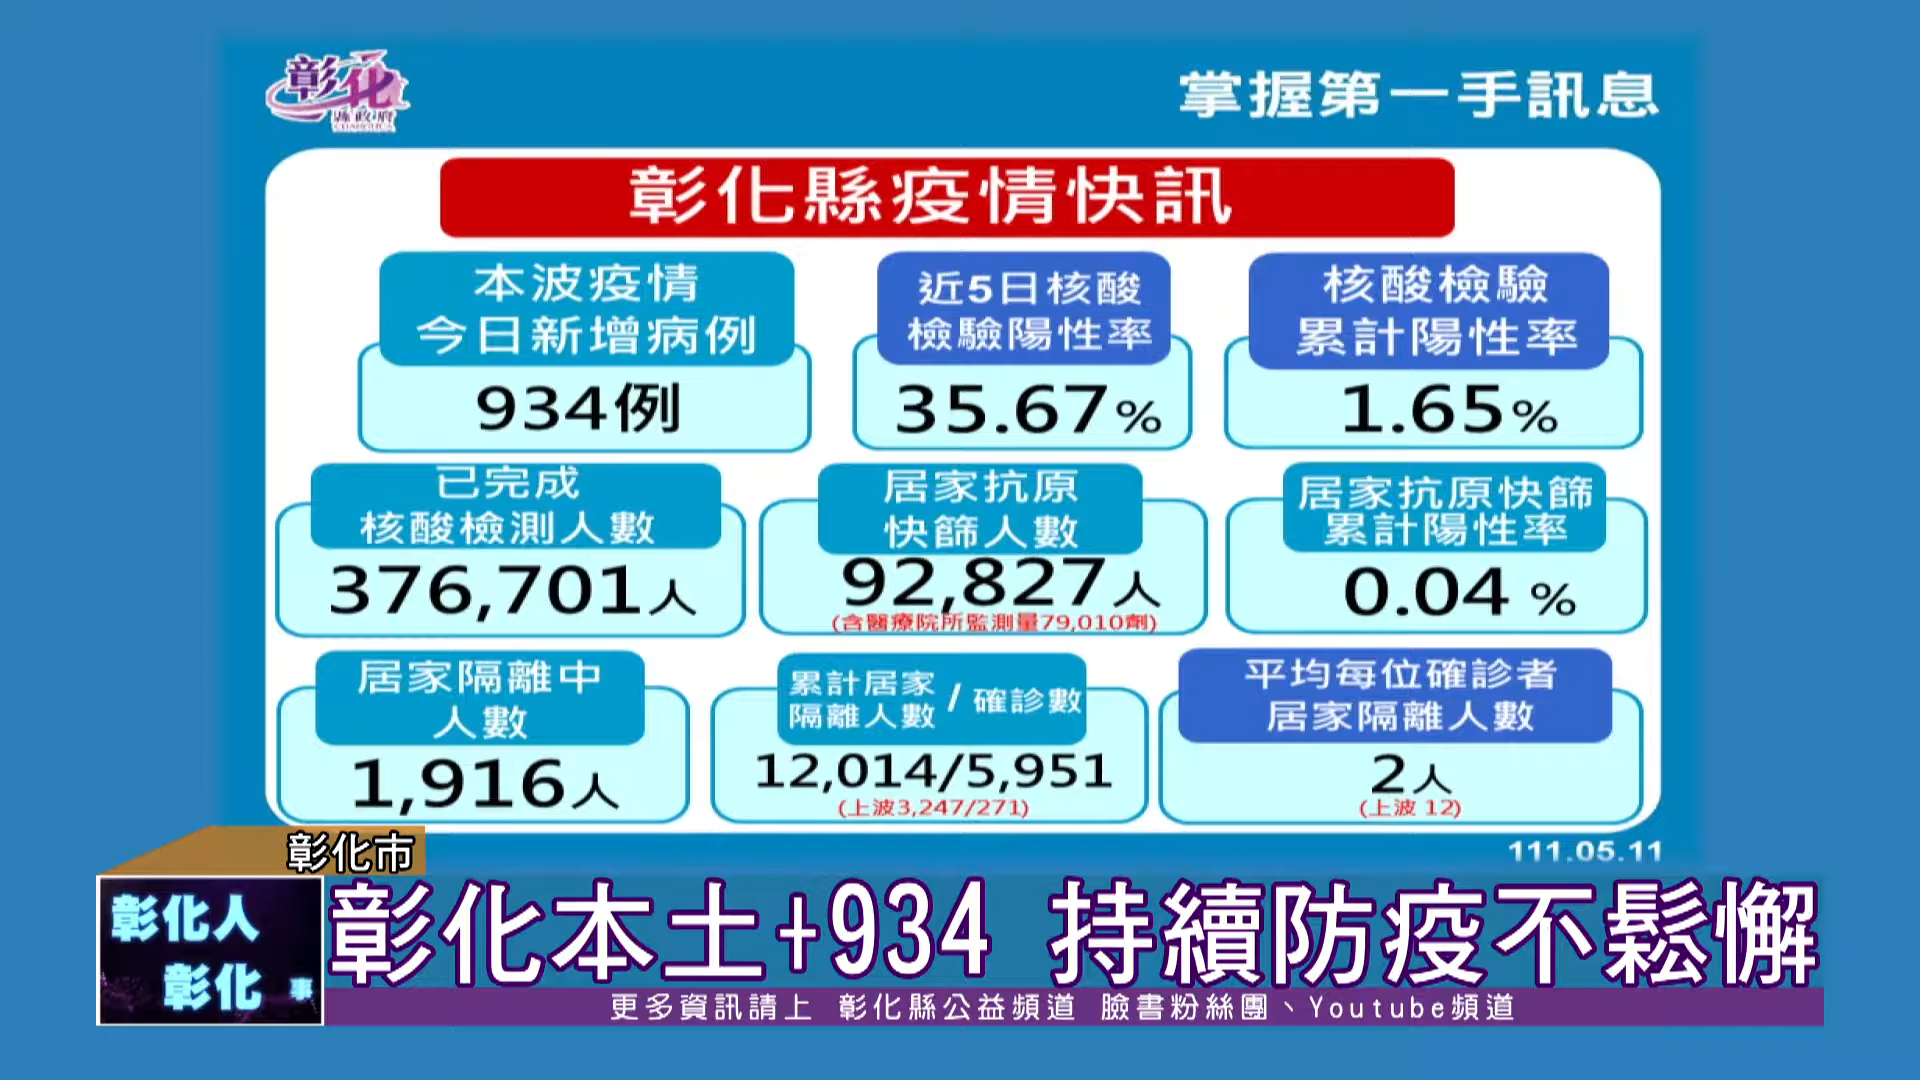 彰化
縣政府
掌握第一手訊息
彰化縣疫情快訊
本波疫情
今日新增病例
934例
近5日核酸
檢驗陽性率
35.67%
核酸檢驗
累計陽性率
1.65%
已完成
核酸檢測人數
376,701人
居家抗原
快篩人數
92,827人
(含醫療院所監測量79,010劑)
居家抗原快篩
累計陽性率
0.04 %
居家隔離中
人數
1,916人
累計居家
隔離人數 / 確診數
12,014/5,951
(上波3,247/271)
平均每位確診者
居家隔離人數
2人
(上波 12)
111.05.11
彰化市
彰化人
彰化 事
彰化本土+934 持續防疫不鬆懈
更多資訊請上 彰化縣公益頻道 臉書粉絲團、Youtube頻道